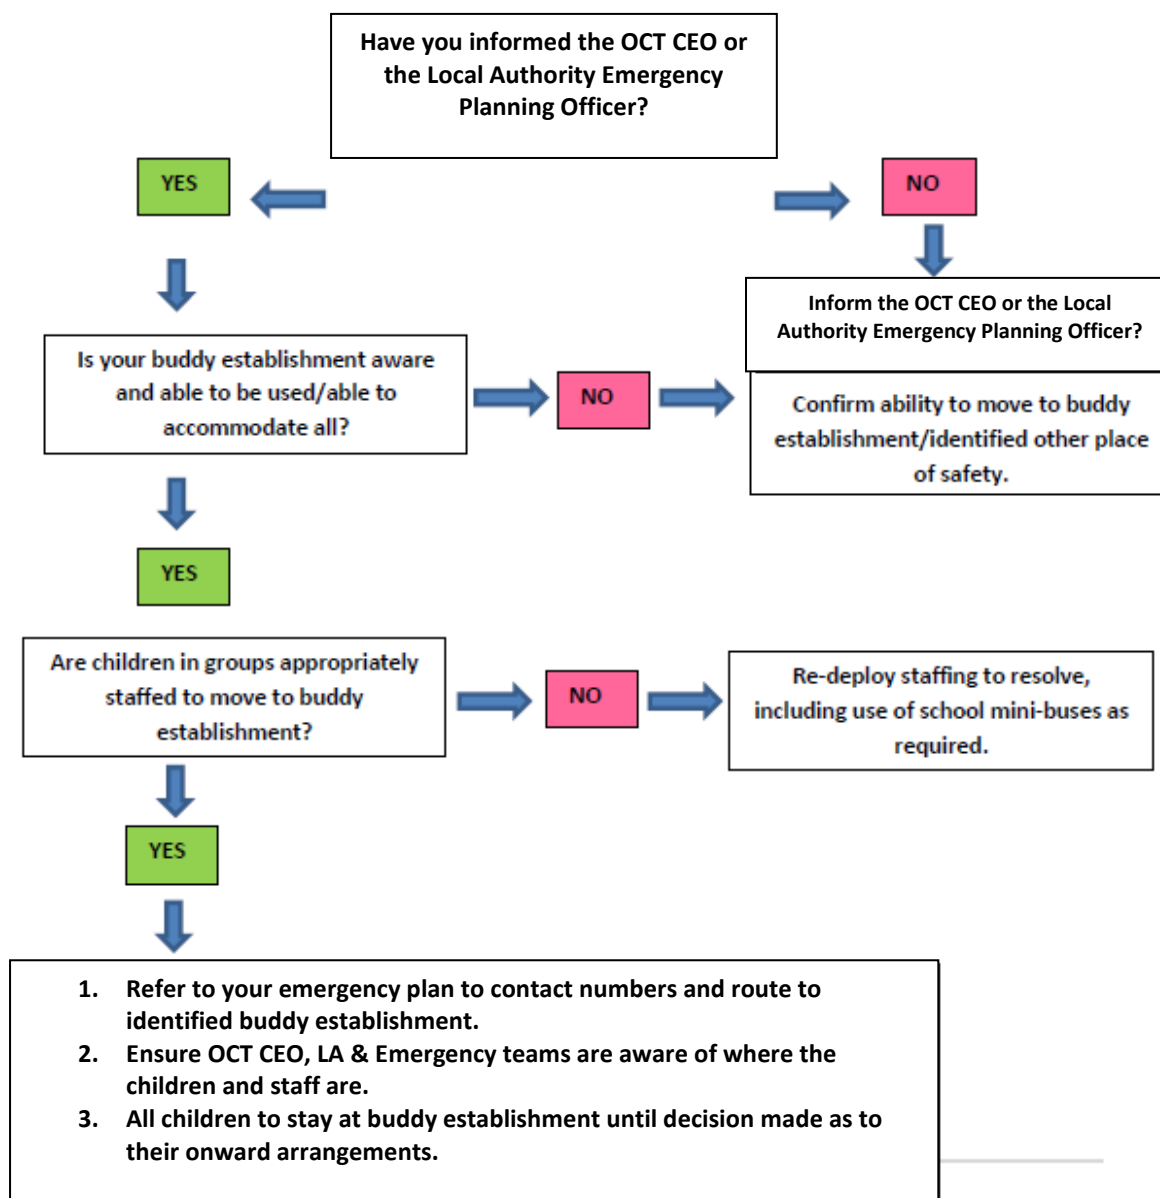 Have you informed the OCT CEO or
the Local Authority Emergency
Planning Officer?
YES
NO
Inform the OCT CEO or the Local
Authority Emergency Planning Officer?
Is your buddy establishment aware
and able to be used/able to
accommodate all?
NO
Confirm ability to move to buddy
establishment/identified other place
of safety.
YES
Are children in groups appropriately
staffed to move to buddy
establishment?
NO
Re-deploy staffing to resolve,
including use of school mini-buses as
required.
YES
1. Refer to your emergency plan to contact numbers and route to
identified buddy establishment.
2. Ensure OCT CEO, LA & Emergency teams are aware of where the
children and staff are.
3. All children to stay at buddy establishment until decision made as to
their onward arrangements.